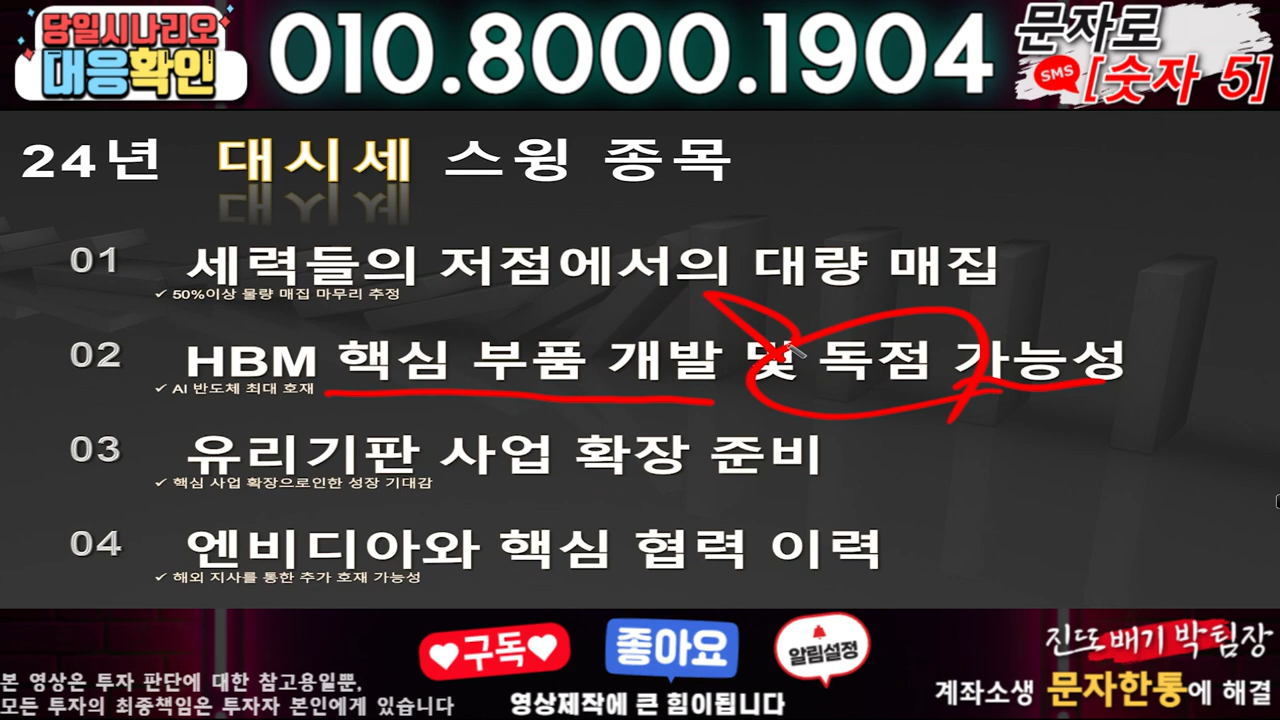 당일시나리오
대응확인
010.8000.1904
문자로
SMS [숫자 5]
24년 대시세 스윙 종목
01 세력들의 저점에서의 대량 매집
✓ 50%이상 물량 매집 마무리 추정
02 HBM 핵심 부품 개발 및 독점 가능성
✓ AI 반도체 최대 호재
03 유리기판 사업 확장 준비
✓ 핵심 사업 확장으로인한 성장 기대감
04 엔비디아와 핵심 협력 이력
✓ 해외 지사를 통한 추가 호재 가능성
구독
좋아요
알림설정
영상제작에 큰 힘이됩니다
본 영상은 투자 판단에 대한 참고용일뿐,
모든 투자의 최종책임은 투자자 본인에게 있습니다
진또배기 박팀장
계좌소생 문자한통에 해결